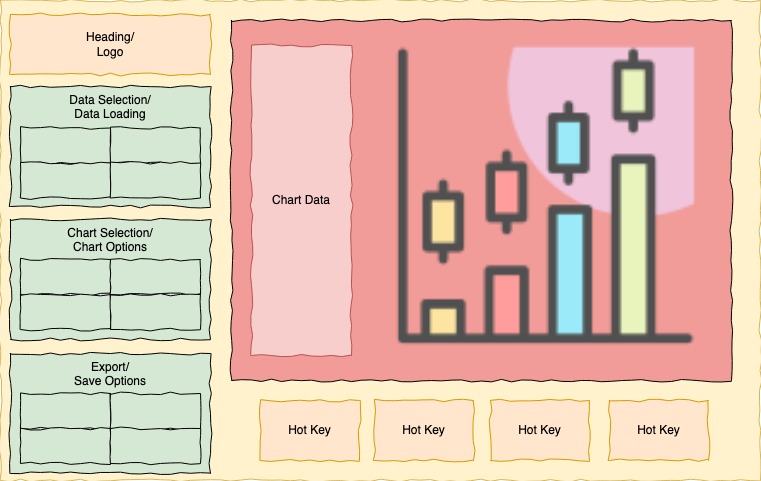 Heading/
Logo
Data Selection/
Data Loading
Chart Selection/
Chart Options
Export/
Save Options
Chart Data
Hot Key
Hot Key
Hot Key
Hot Key